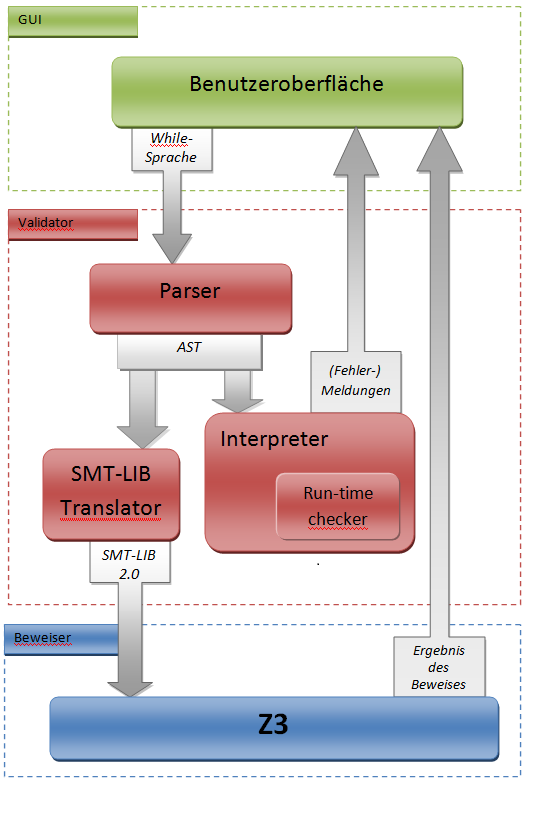 GUI
Benutzeroberfläche
While-
Sprache
Validator
Parser
AST
(Fehler-)
Meldungen
Interpreter
Run-time
checker
.
SMT-LIB
Translator
SMT-LIB
2.0
Beweiser
Ergebnis
des
Beweises
Z3